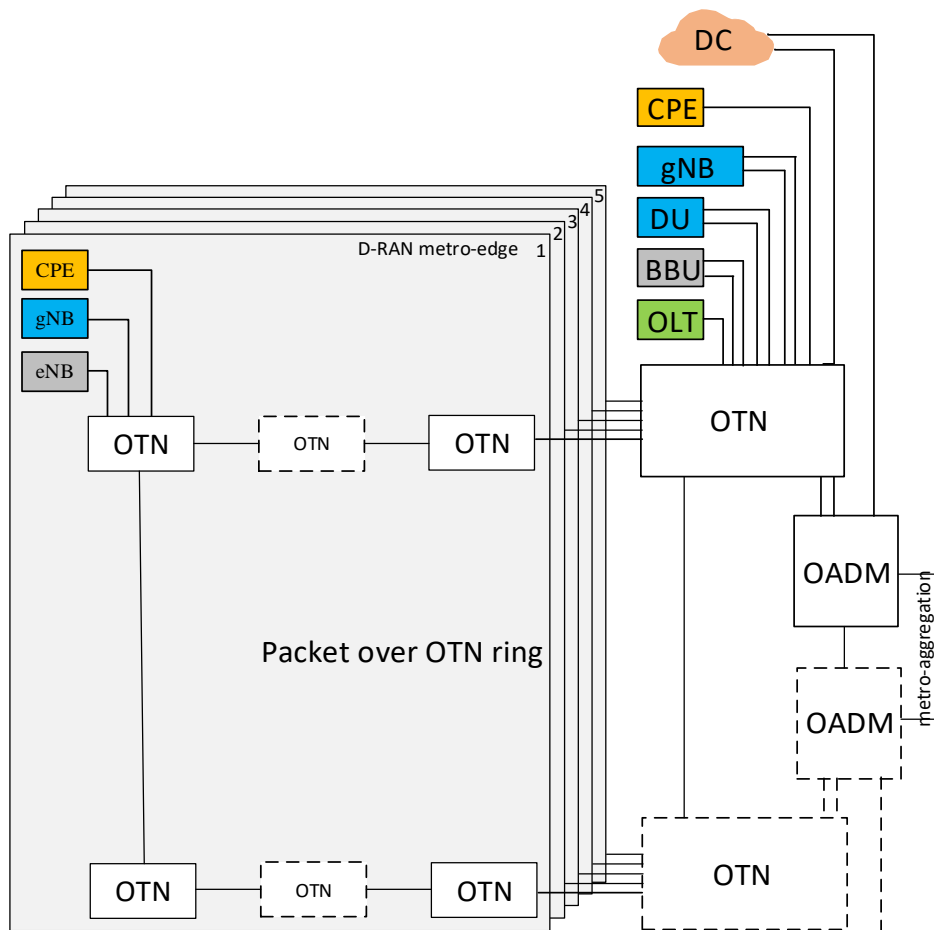 DC
CPE
gNB
DU
BBU
OLT
5
4
3
2
1
D-RAN metro-edge
CPE
gNB
eNB
OTN
OTN
OTN
OTN
OADM
metro-aggregation
Packet over OTN ring
OADM
OTN
OTN
OTN
OTN